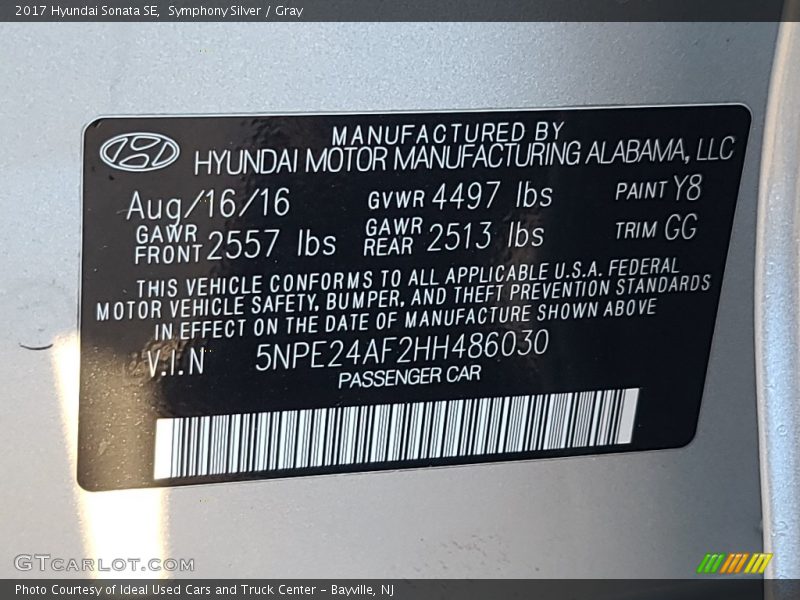 2017 Hyundai Sonata SE, Symphony Silver / Gray
MANUFACTURED BY
HYUNDAI MOTOR MANUFACTURING ALABAMA, LLC
Aug/16/16 GVWR 4497 lbs PAINT Y8
GAWR FRONT 2557 lbs GAWR REAR 2513 lbs TRIM GG
THIS VEHICLE CONFORMS TO ALL APPLICABLE U.S.A. FEDERAL
MOTOR VEHICLE SAFETY, BUMPER, AND THEFT PREVENTION STANDARDS
IN EFFECT ON THE DATE OF MANUFACTURE SHOWN ABOVE
V.I.N 5NPE24AF2HH486030
PASSENGER CAR
GTCARLOT.COM
Photo Courtesy of Ideal Used Cars and Truck Center – Bayville, NJ